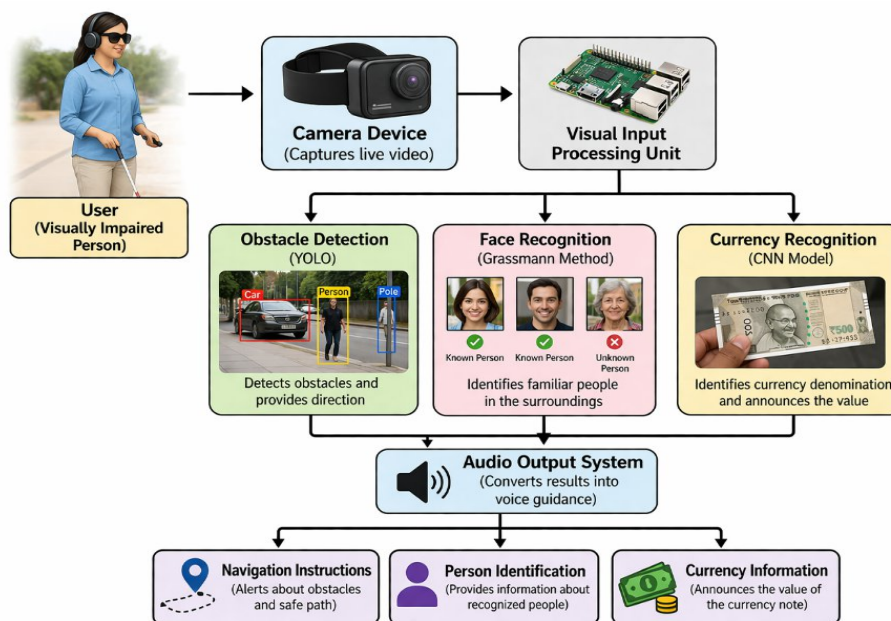 Camera Device
(Captures live video)
Visual Input
Processing Unit
User
(Visually Impaired
Person)
Obstacle Detection
(YOLO)
Car
Person
Pole
Detects obstacles and
provides direction
Face Recognition
(Grassmann Method)
Known Person
Known Person
Unknown
Person
Identifies familiar people
in the surroundings
Currency Recognition
(CNN Model)
₹500
Identifies currency denomination
and announces the value
Audio Output System
(Converts results into
voice guidance)
Navigation Instructions
(Alerts about obstacles
and safe path)
Person Identification
(Provides information about
recognized people)
Currency Information
(Announces the value of
the currency note)